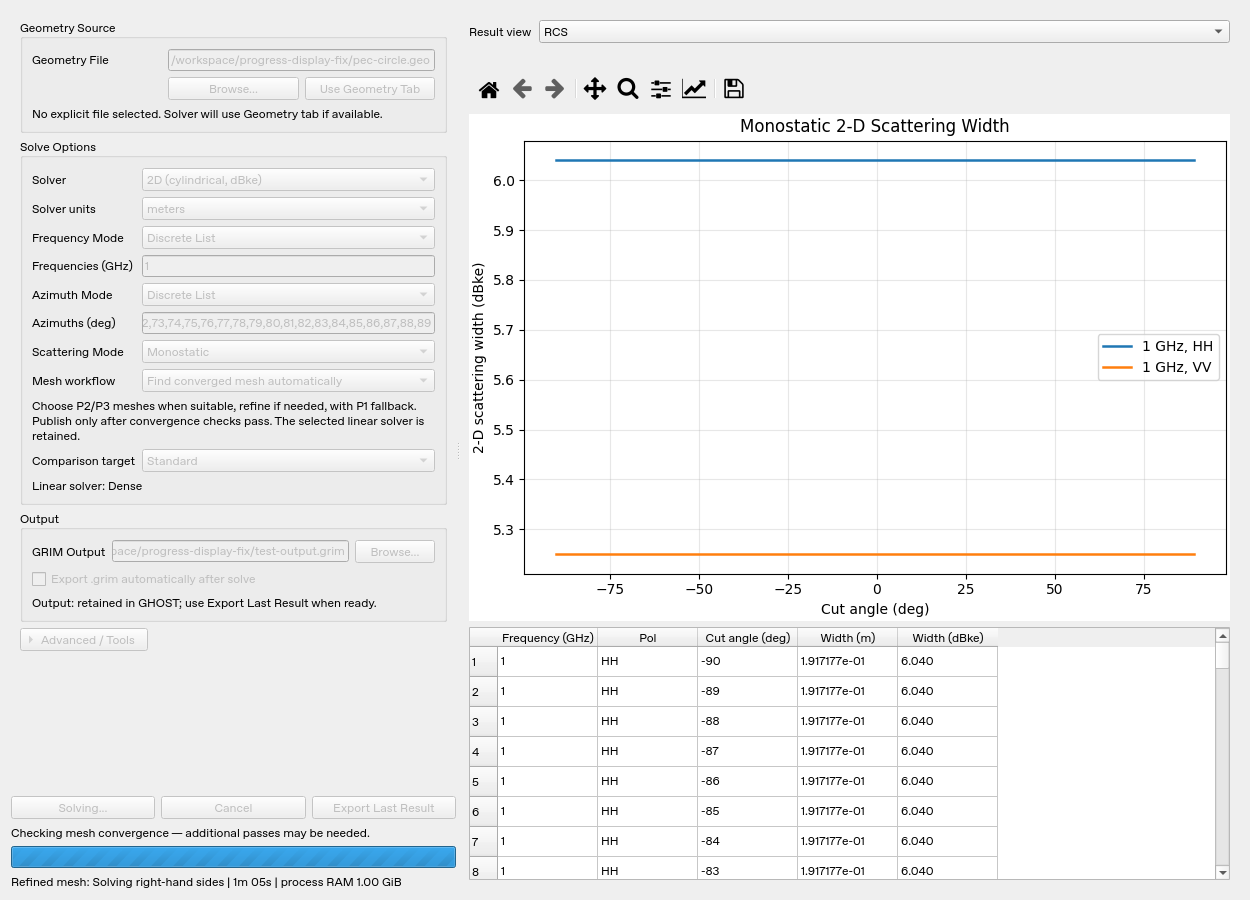 Geometry Source
Geometry File
/workspace/progress-display-fix/pec-circle.geo
Browse...
Use Geometry Tab
No explicit file selected. Solver will use Geometry tab if available.
Solve Options
Solver
2D (cylindrical, dBke)
Solver units
meters
Frequency Mode
Discrete List
Frequencies (GHz)
1
Azimuth Mode
Discrete List
Azimuths (deg)
2,73,74,75,76,77,78,79,80,81,82,83,84,85,86,87,88,89
Scattering Mode
Monostatic
Mesh workflow
Find converged mesh automatically
Choose P2/P3 meshes when suitable, refine if needed, with P1 fallback.
Publish only after convergence checks pass. The selected linear solver is
retained.
Comparison target
Standard
Linear solver: Dense
Output
GRIM Output
pace/progress-display-fix/test-output.grim
Browse...
Export .grim automatically after solve
Output: retained in GHOST; use Export Last Result when ready.
Advanced / Tools
Solving...
Cancel
Export Last Result
Checking mesh convergence — additional passes may be needed.
Refined mesh: Solving right-hand sides | 1m 05s | process RAM 1.00 GiB
Result view
RCS
Monostatic 2-D Scattering Width
2-D scattering width (dBke)
6.0
5.9
5.8
5.7
5.6
5.5
5.4
5.3
1 GHz, HH
1 GHz, VV
−75
−50
−25
0
25
50
75
Cut angle (deg)
Frequency (GHz) Pol Cut angle (deg) Width (m) Width (dBke)
1 1 HH -90 1.917177e-01 6.040
2 1 HH -89 1.917177e-01 6.040
3 1 HH -88 1.917177e-01 6.040
4 1 HH -87 1.917177e-01 6.040
5 1 HH -86 1.917177e-01 6.040
6 1 HH -85 1.917177e-01 6.040
7 1 HH -84 1.917177e-01 6.040
8 1 HH -83 1.917177e-01 6.040